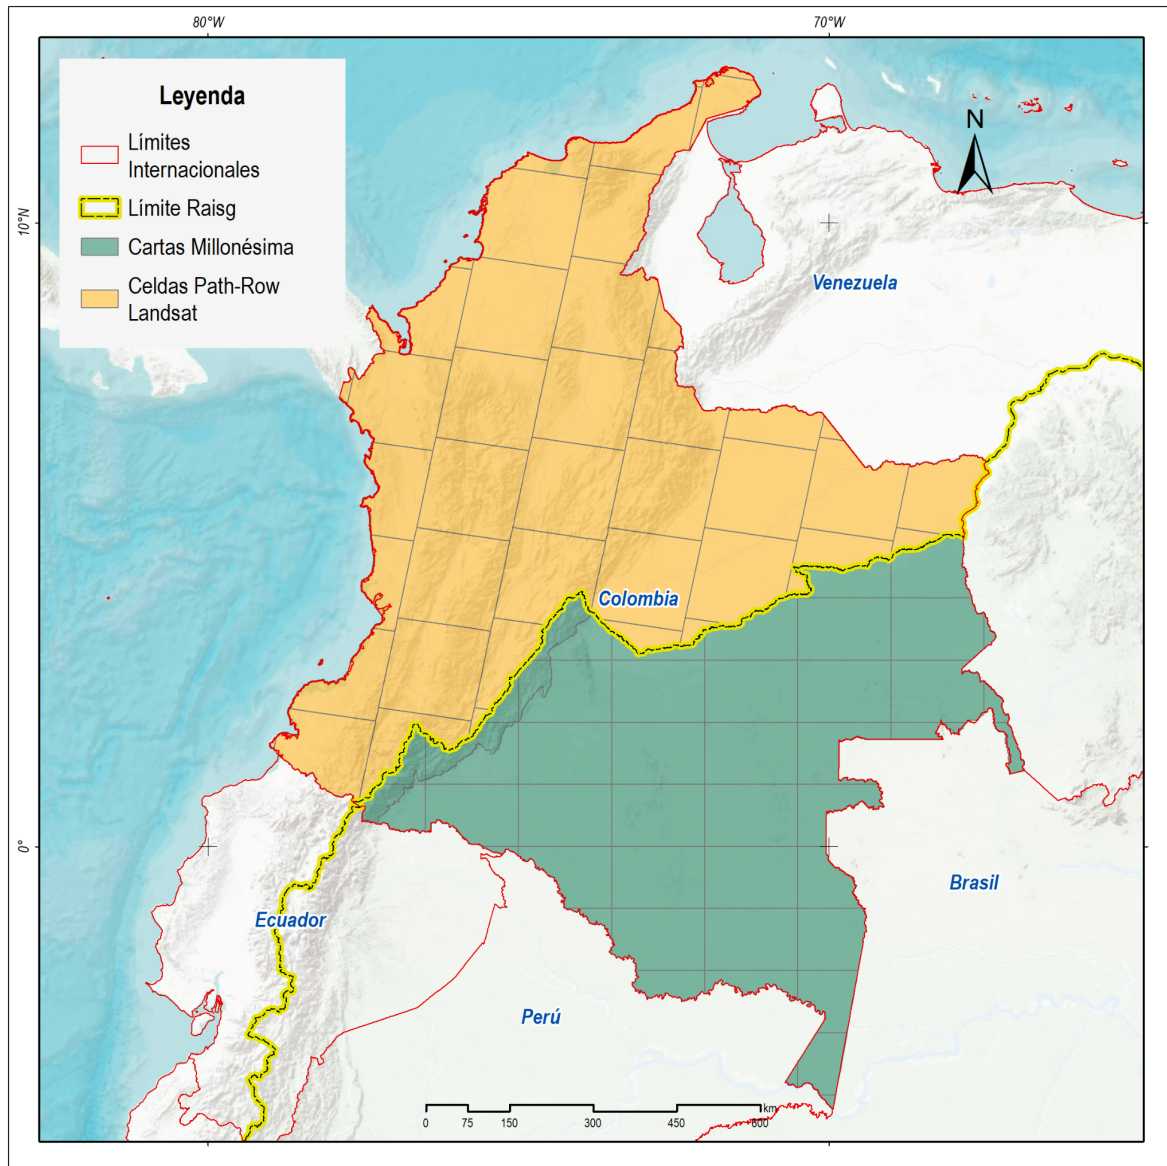 80°W
70°W
Leyenda
Límites
Internacionales
Límite Raisg
Cartas Millonésima
Celdas Path-Row
Landsat
N
10°N
Venezuela
Colombia
0°
Ecuador
Brasil
Perú
km
0 75 150 300 450 600